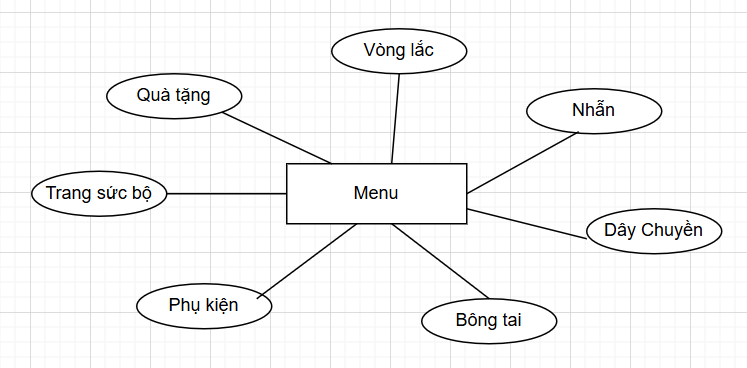 Vòng lắc
Quà tặng
Nhẫn
Trang sức bộ
Menu
Dây Chuyền
Phụ kiện
Bông tai